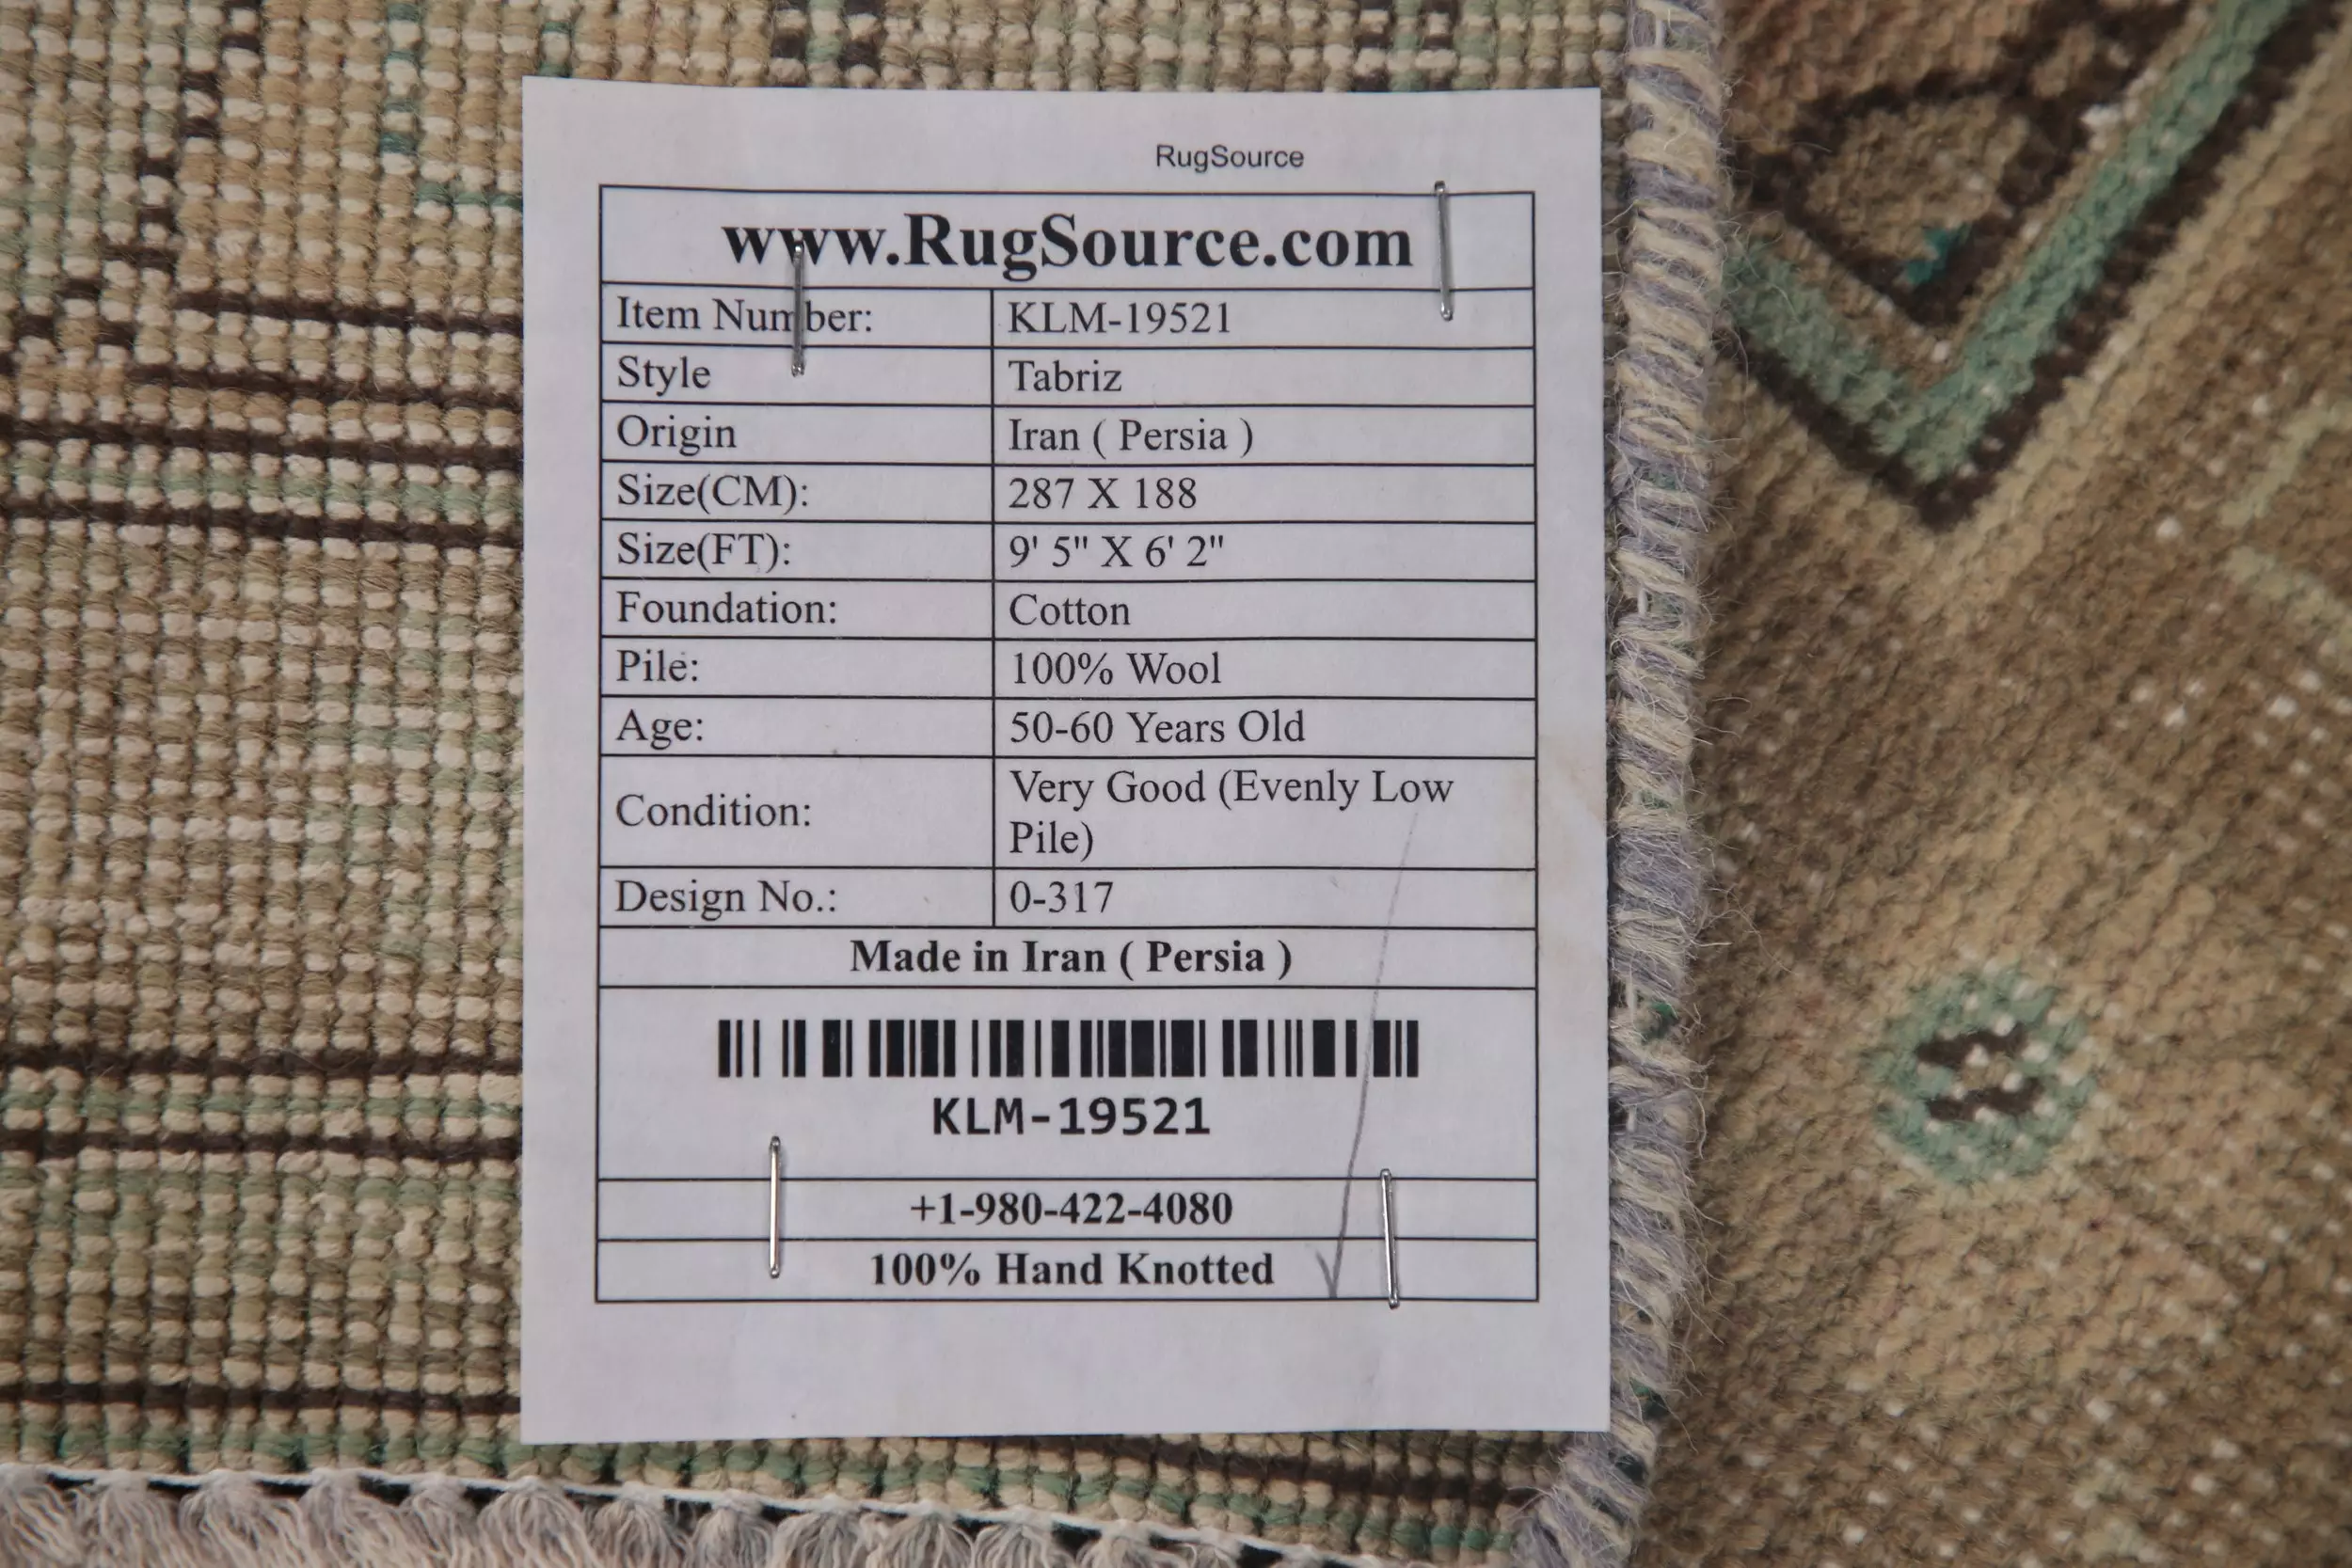 RugSource
www.RugSource.com
Item Number: KLM-19521
Style Tabriz
Origin Iran ( Persia )
Size(CM): 287 X 188
Size(FT): 9' 5" X 6' 2"
Foundation: Cotton
Pile: 100% Wool
Age: 50-60 Years Old
Condition: Very Good (Evenly Low
Pile)
Design No.: 0-317
Made in Iran ( Persia )
KLM-19521
+1-980-422-4080
100% Hand Knotted